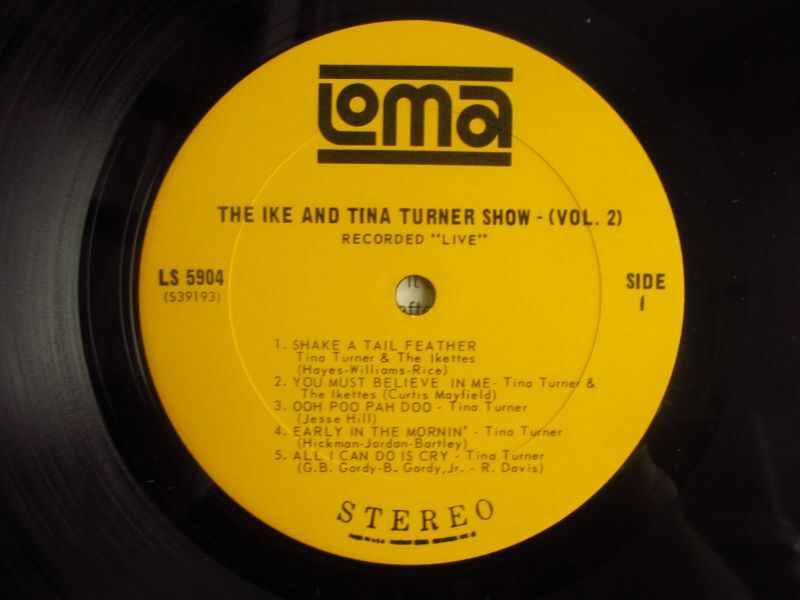 Loma
THE IKE AND TINA TURNER SHOW - (VOL. 2)
RECORDED "LIVE"
LS 5904
(S39193)
SIDE
1
1. SHAKE A TAIL FEATHER
Tina Turner & The Ikettes
(Hayes-Williams-Rice)
2. YOU MUST BELIEVE IN ME - Tina Turner &
The Ikettes (Curtis Mayfield)
3. OOH POO PAH DOO - Tina Turner
(Jesse Hill)
4. EARLY IN THE MORNIN' - Tina Turner
(Hickman-Jordan-Bartley)
5. ALL I CAN DO IS CRY - Tina Turner
(G.B. Gordy-B. Gordy, Jr. - R. Davis)
STEREO